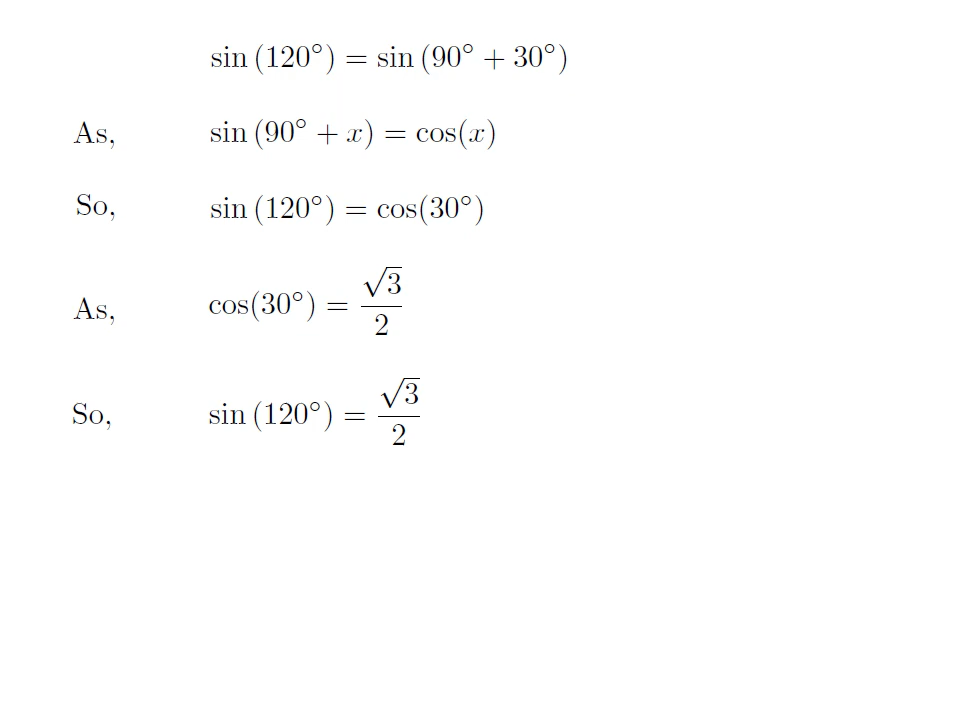 sin (120°) = sin (90° + 30°)
As, sin (90° + x) = cos(x)
So, sin (120°) = cos(30°)
As, cos(30°) = √3/2
So, sin (120°) = √3/2